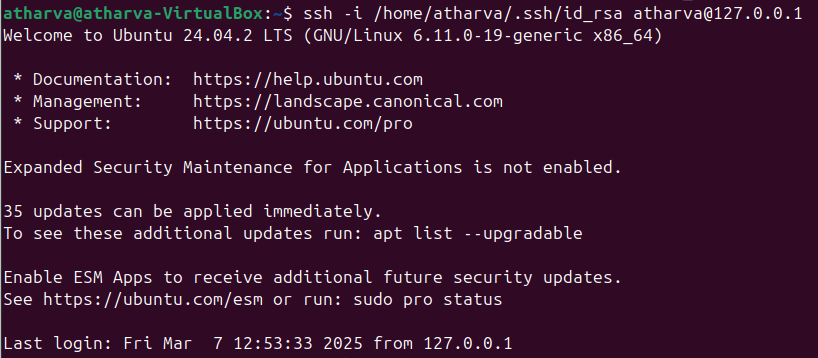 atharva@atharva-VirtualBox:~$ ssh -i /home/atharva/.ssh/id_rsa atharva@127.0.0.1
Welcome to Ubuntu 24.04.2 LTS (GNU/Linux 6.11.0-19-generic x86_64)

 * Documentation:  https://help.ubuntu.com
 * Management:     https://landscape.canonical.com
 * Support:        https://ubuntu.com/pro

Expanded Security Maintenance for Applications is not enabled.

35 updates can be applied immediately.
To see these additional updates run: apt list --upgradable

Enable ESM Apps to receive additional future security updates.
See https://ubuntu.com/esm or run: sudo pro status

Last login: Fri Mar  7 12:53:33 2025 from 127.0.0.1